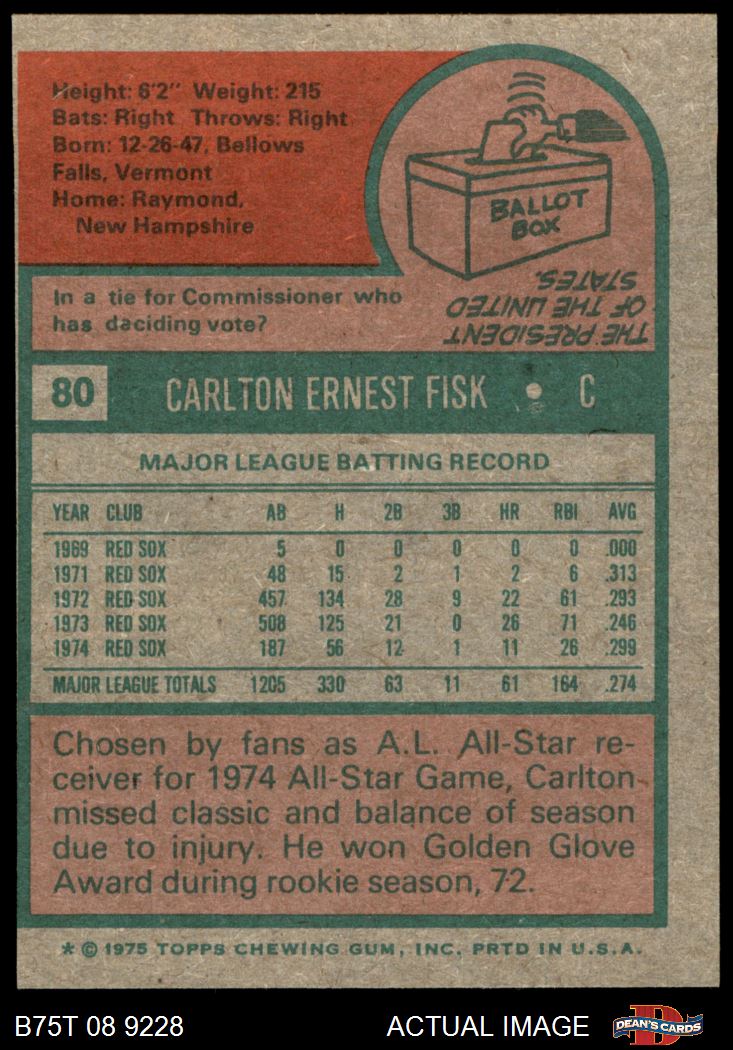 Height: 6'2" Weight: 215
Bats: Right Throws: Right
Born: 12-26-47, Bellows
Falls, Vermont
Home: Raymond,
New Hampshire
BALLOT
BOX
In a tie for Commissioner who
has deciding vote?
THE PRESIDENT
OF THE UNITED
STATES.
80 CARLTON ERNEST FISK • C
MAJOR LEAGUE BATTING RECORD
YEAR CLUB AB H 2B 3B HR RBI AVG
1969 RED SOX 5 0 0 0 0 0 .000
1971 RED SOX 48 15 2 1 2 6 .313
1972 RED SOX 457 134 28 9 22 61 .293
1973 RED SOX 508 125 21 0 26 71 .246
1974 RED SOX 187 56 12 1 11 26 .299
MAJOR LEAGUE TOTALS 1205 330 63 11 61 164 .274
Chosen by fans as A.L. All-Star re-
ceiver for 1974 All-Star Game, Carlton
missed classic and balance of season
due to injury. He won Golden Glove
Award during rookie season, 72.
* © 1975 TOPPS CHEWING GUM, INC. PRTD IN U.S.A.
B75T 08 9228 ACTUAL IMAGE DEAN'S CARDS